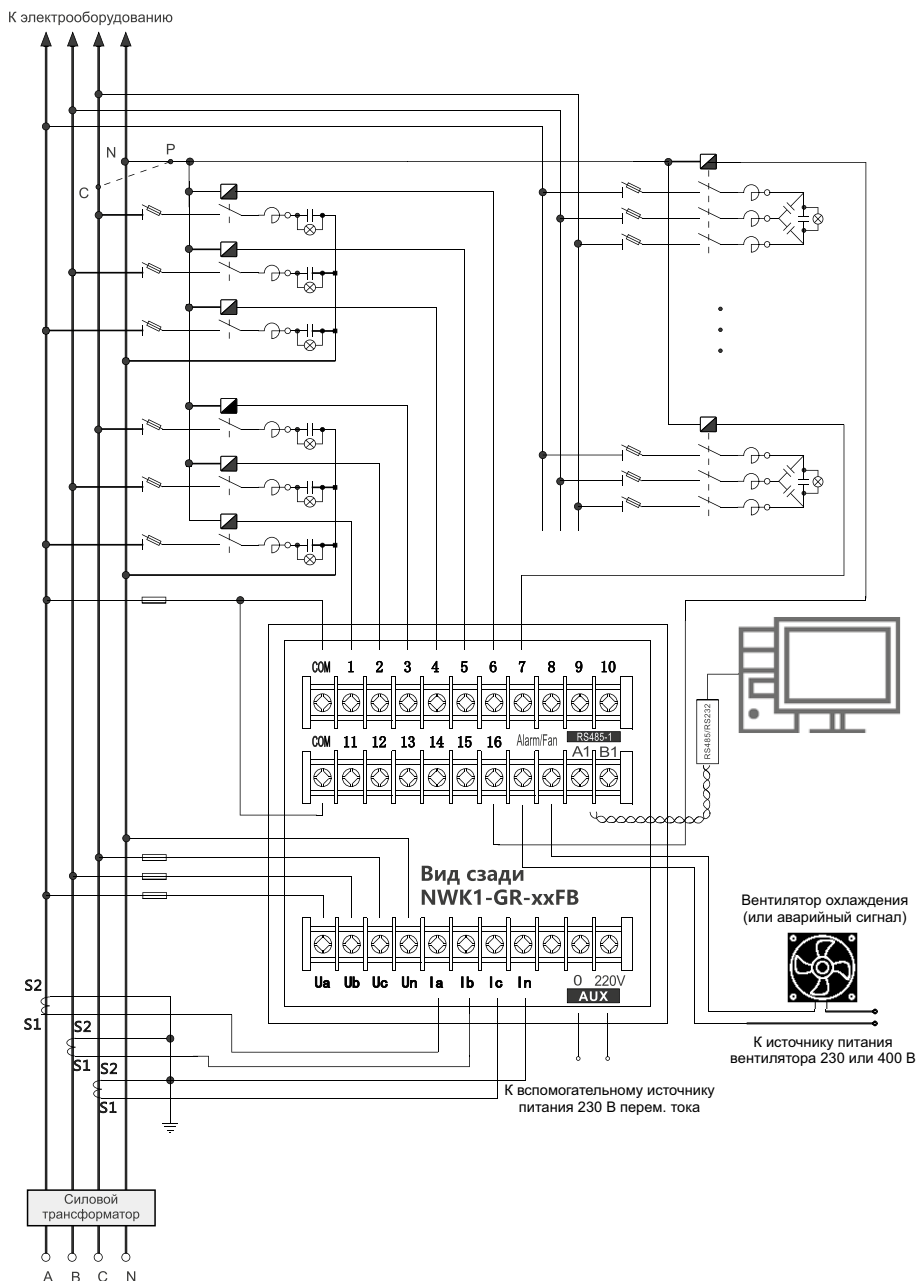 К электрооборудованию
N
P
C
COM 1 2 3 4 5 6 7 8 9 10
COM 11 12 13 14 15 16 Alarm/Fan RS485-1
A1 B1
RS485/RS232
Вид сзади
NWK1-GR-xxFB
Вентилятор охлаждения
(или аварийный сигнал)
Ua Ub Uc Un Ia Ib Ic In 0 220V
AUX
S2
S1
S2
S1
S2
S1
К источнику питания
вентилятора 230 или 400 В
К вспомогательному источнику
питания 230 В перем. тока
Силовой
трансформатор
A B C N